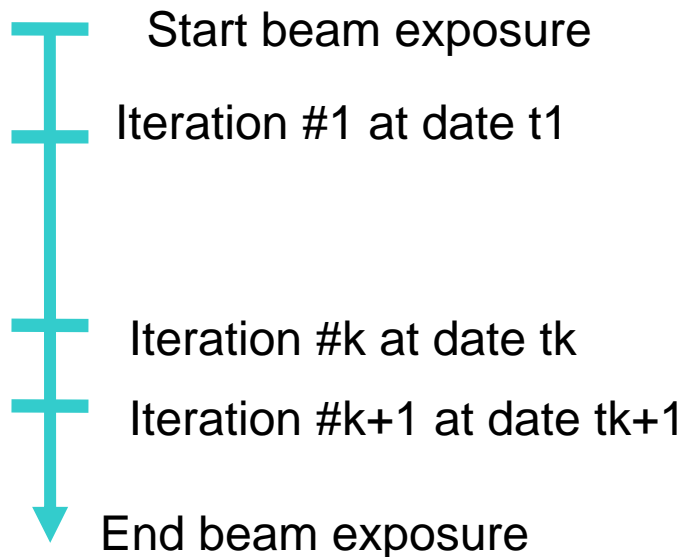 Start beam exposure
Iteration #1 at date t1
Iteration #k at date tk
Iteration #k+1 at date tk+1
End beam exposure